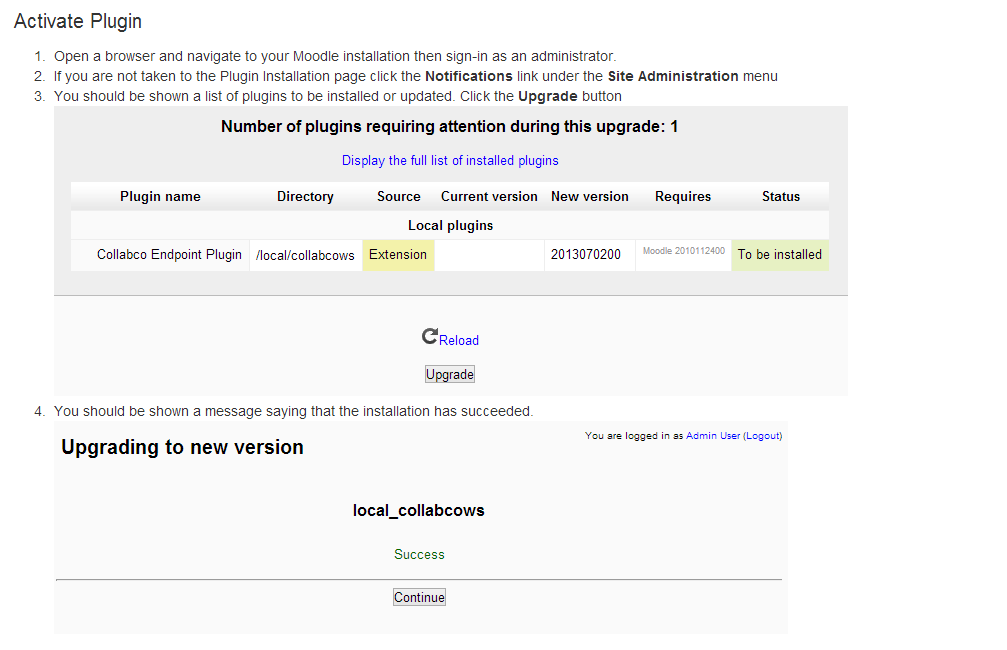 Activate Plugin
1. Open a browser and navigate to your Moodle installation then sign-in as an administrator.
2. If you are not taken to the Plugin Installation page click the Notifications link under the Site Administration menu
3. You should be shown a list of plugins to be installed or updated. Click the Upgrade button
Number of plugins requiring attention during this upgrade: 1
Display the full list of installed plugins
Plugin name Directory Source Current version New version Requires Status
Local plugins
Collabco Endpoint Plugin /local/collabcows Extension 2013070200 Moodle 2010112400 To be installed
Reload
Upgrade
4. You should be shown a message saying that the installation has succeeded.
You are logged in as Admin User (Logout)
Upgrading to new version
local_collabcows
Success
Continue